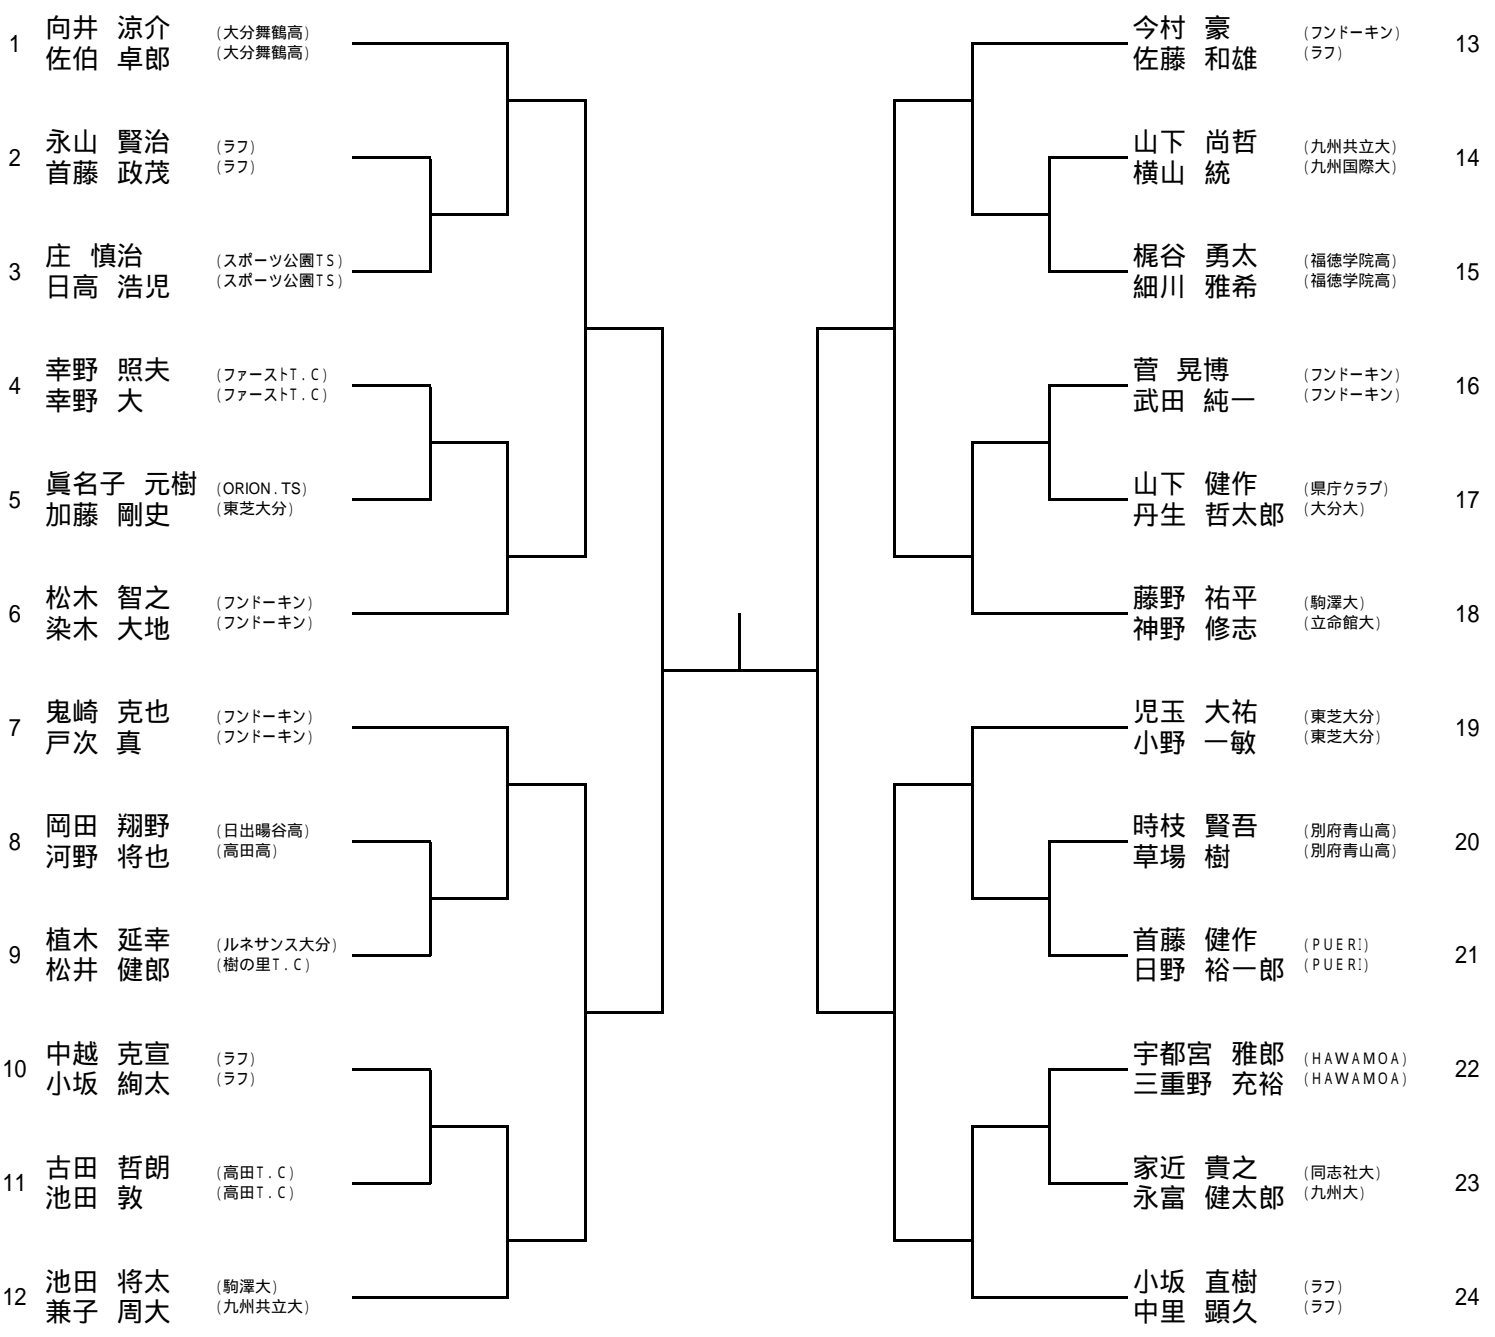 1 向井 涼介 (大分舞鶴高)
佐伯 卓郎 (大分舞鶴高)
2 永山 賢治 (ラフ)
首藤 政茂 (ラフ)
3 庄 慎治 (スポーツ公園TS)
日高 浩児 (スポーツ公園TS)
4 幸野 照夫 (ファーストT.C)
幸野 大 (ファーストT.C)
5 眞名子 元樹 (ORION.TS)
加藤 剛史 (東芝大分)
6 松木 智之 (フンドーキン)
染木 大地 (フンドーキン)
7 鬼崎 克也 (フンドーキン)
戸次 真 (フンドーキン)
8 岡田 翔野 (日出暘谷高)
河野 将也 (高田高)
9 植木 延幸 (ルネサンス大分)
松井 健郎 (樹の里T.C)
10 中越 克宣 (ラフ)
小坂 絢太 (ラフ)
11 古田 哲朗 (高田T.C)
池田 敦 (高田T.C)
12 池田 将太 (駒澤大)
兼子 周大 (九州共立大)
今村 豪 (フンドーキン) 13
佐藤 和雄 (ラフ)
山下 尚哲 (九州共立大) 14
横山 統 (九州国際大)
梶谷 勇太 (福徳学院高) 15
細川 雅希 (福徳学院高)
菅 晃博 (フンドーキン) 16
武田 純一 (フンドーキン)
山下 健作 (県庁クラブ) 17
丹生 哲太郎 (大分大)
藤野 祐平 (駒澤大) 18
神野 修志 (立命館大)
児玉 大祐 (東芝大分) 19
小野 一敏 (東芝大分)
時枝 賢吾 (別府青山高) 20
草場 樹 (別府青山高)
首藤 健作 (PUERI) 21
日野 裕一郎 (PUERI)
宇都宮 雅郎 (HAWAMOA) 22
三重野 充裕 (HAWAMOA)
家近 貴之 (同志社大) 23
永富 健太郎 (九州大)
小坂 直樹 (ラフ) 24
中里 顕久 (ラフ)